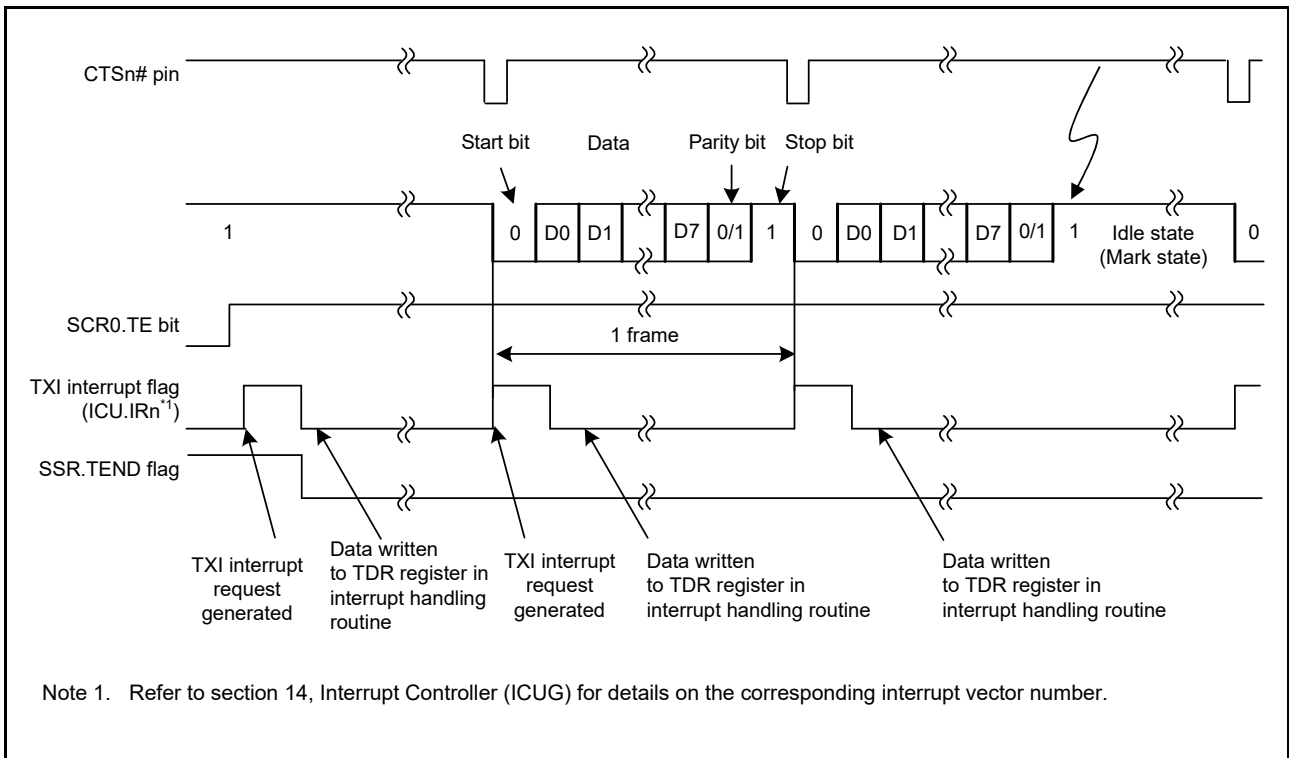 CTSn# pin
Start bit
Data
Parity bit
Stop bit
1
0
D0
D1
D7
0/1
1
0
D0
D1
D7
0/1
1
Idle state
(Mark state)
0
SCR0.TE bit
1 frame
TXI interrupt flag
(ICU.IRn*1)
SSR.TEND flag
TXI interrupt
request
generated
Data written
to TDR register in
interrupt handling
routine
TXI interrupt
request
generated
Data written
to TDR register in
interrupt handling routine
Data written
to TDR register in
interrupt handling routine
Note 1. Refer to section 14, Interrupt Controller (ICUG) for details on the corresponding interrupt vector number.